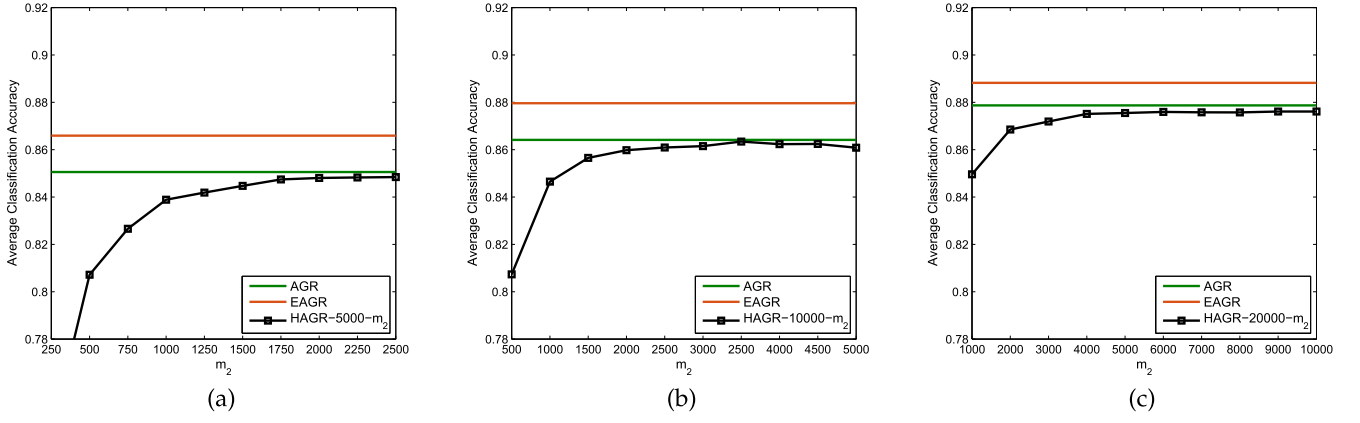 0.92
0.9
0.88
0.86
0.84
0.82
0.8
0.78
Average Classification Accuracy
AGR
EAGR
HAGR−5000−m2
250 500 750 1000 1250 1500 1750 2000 2250 2500
m2
(a)
0.92
0.9
0.88
0.86
0.84
0.82
0.8
0.78
Average Classification Accuracy
AGR
EAGR
HAGR−10000−m2
500 1000 1500 2000 2500 3000 3500 4000 4500 5000
m2
(b)
0.92
0.9
0.88
0.86
0.84
0.82
0.8
0.78
Average Classification Accuracy
AGR
EAGR
HAGR−20000−m2
1000 2000 3000 4000 5000 6000 7000 8000 9000 10000
m2
(c)